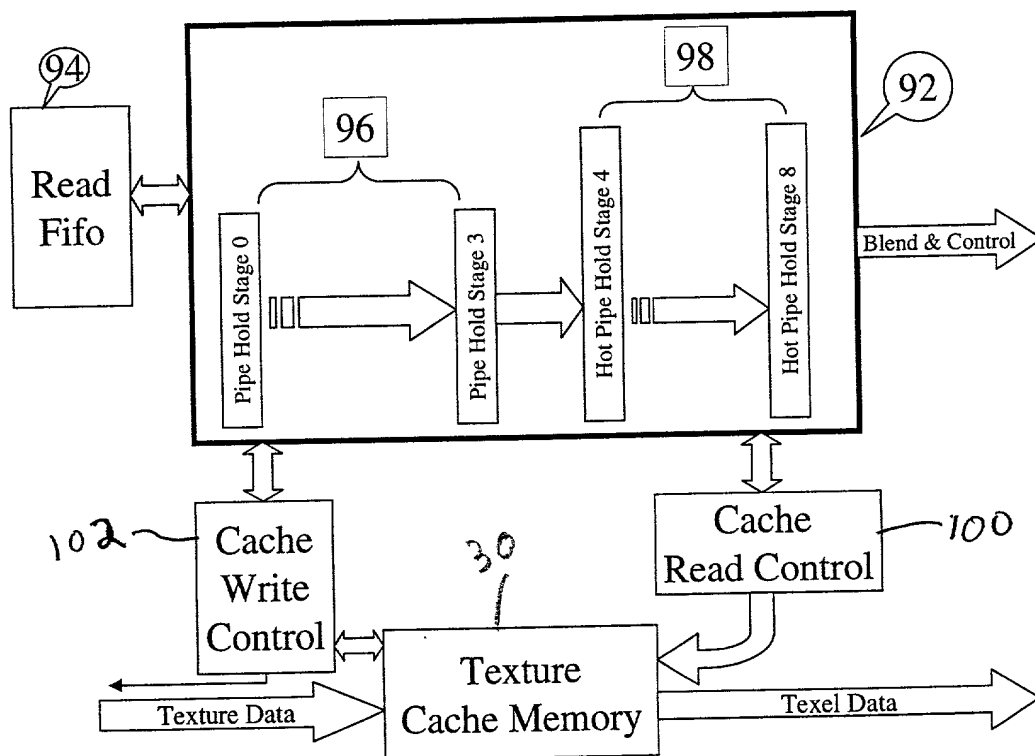 94
98
92
96
Read
Fifo
Pipe Hold Stage 0
Pipe Hold Stage 3
Hot Pipe Hold Stage 4
Hot Pipe Hold Stage 8
Blend & Control
102
Cache
Write
Control
30
Cache
Read Control
100
Texture
Cache Memory
Texture Data
Texel Data